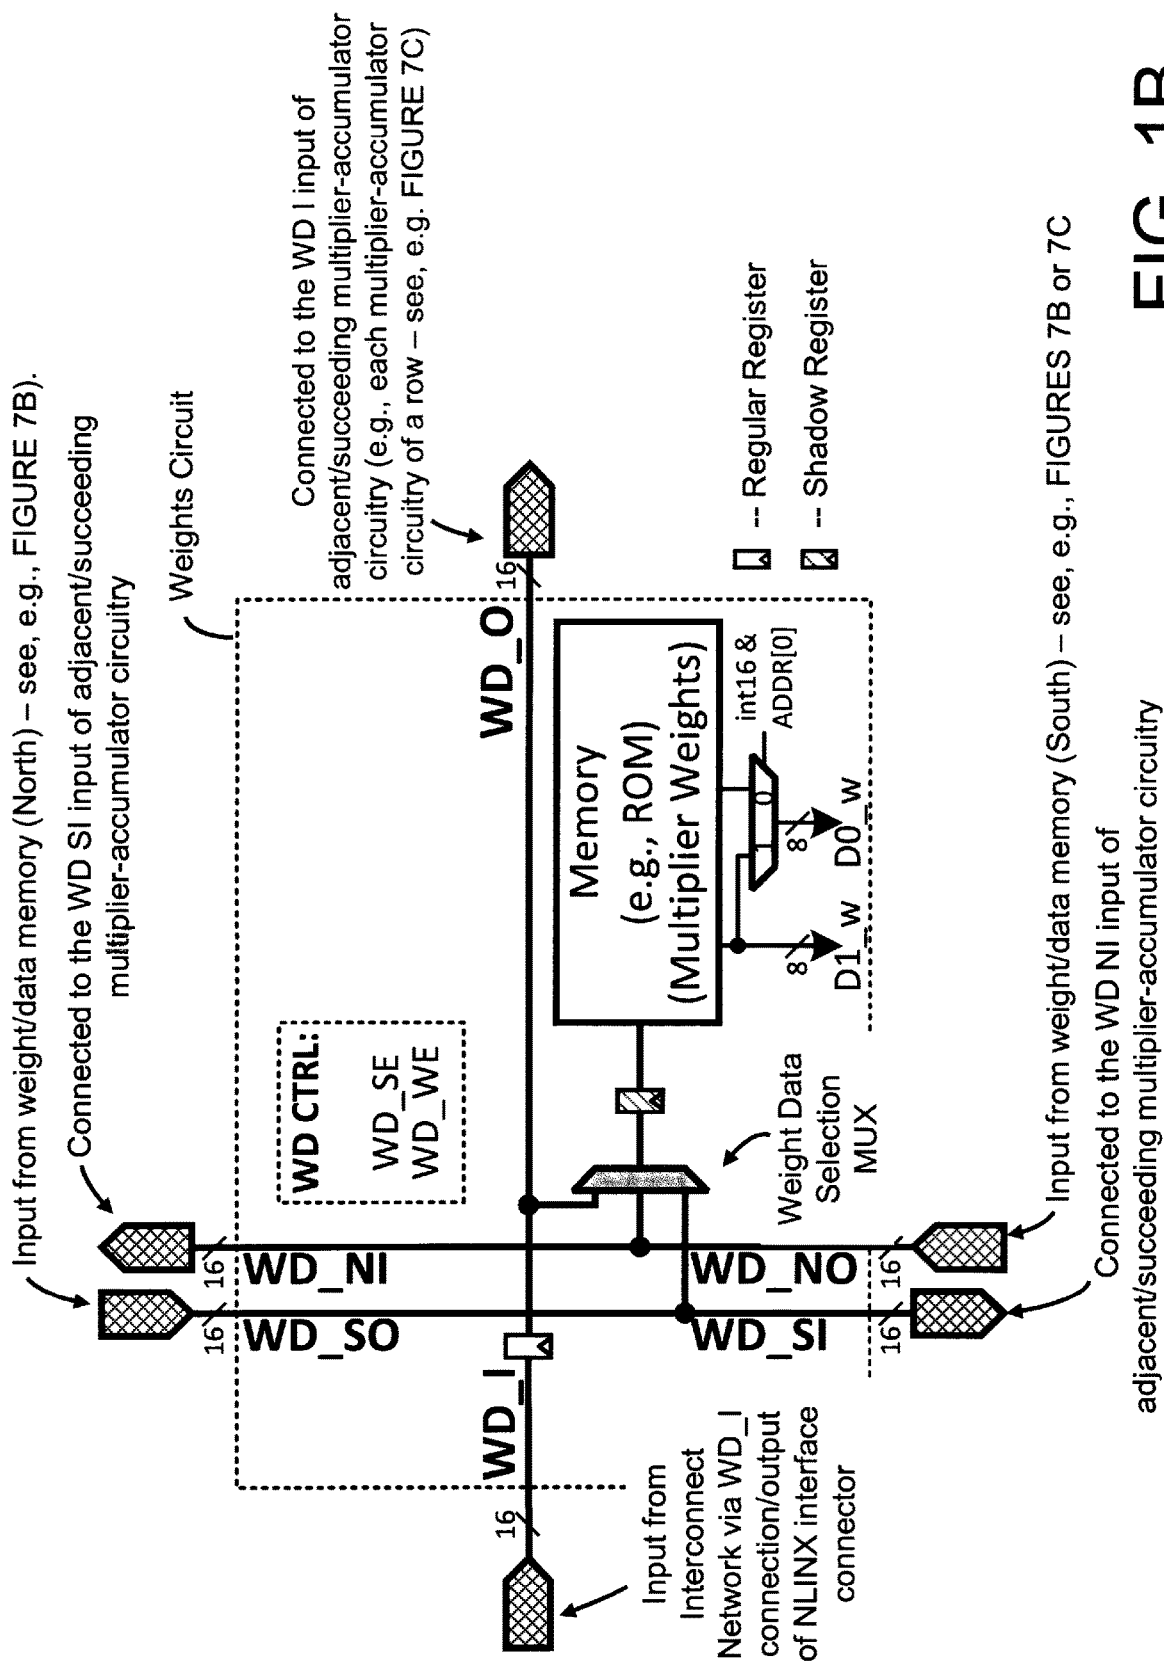 Input from weight/data memory (North) – see, e.g., FIGURE 7B).
Connected to the WD SI input of adjacent/succeeding
multiplier-accumulator circuitry
Weights Circuit
Connected to the WD I input of
adjacent/succeeding multiplier-accumulator
circuitry (e.g., each multiplier-accumulator
circuitry of a row – see, e.g. FIGURE 7C)
16
16
WD_SO
WD_NI
WD CTRL:
WD_SE
WD_WE
16
WD_I
WD_O
16
Input from
Interconnect
Network via WD_I
connection/output
of NLINX interface
connector
Memory
(e.g., ROM)
(Multiplier Weights)
WD_SI
WD_NO
Weight Data
Selection
MUX
1
0
int16 &
ADDR[0]
8
8
D1_w
D0_w
-- Regular Register
-- Shadow Register
16
16
Input from weight/data memory (South) – see, e.g., FIGURES 7B or 7C
Connected to the WD NI input of
adjacent/succeeding multiplier-accumulator circuitry
FIG. 1B